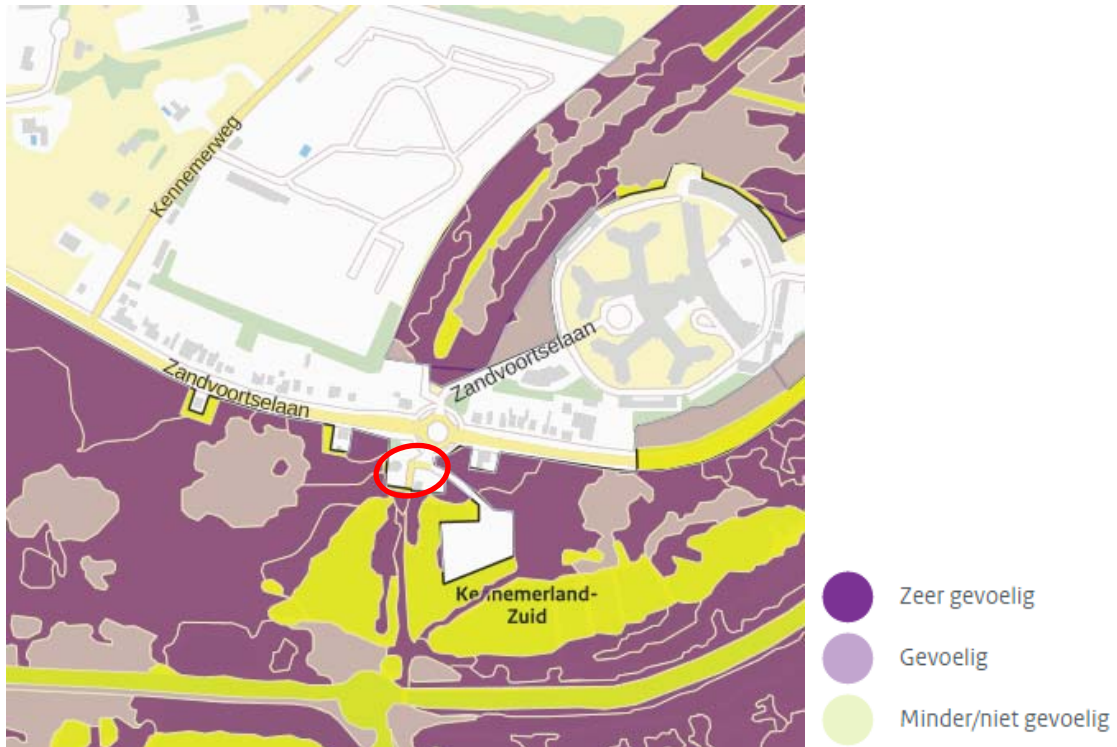 Kennemerweg
Zandvoortselaan
Zandvoortselaan
Kennemerland-
Zuid
Zeer gevoelig
Gevoelig
Minder/niet gevoelig